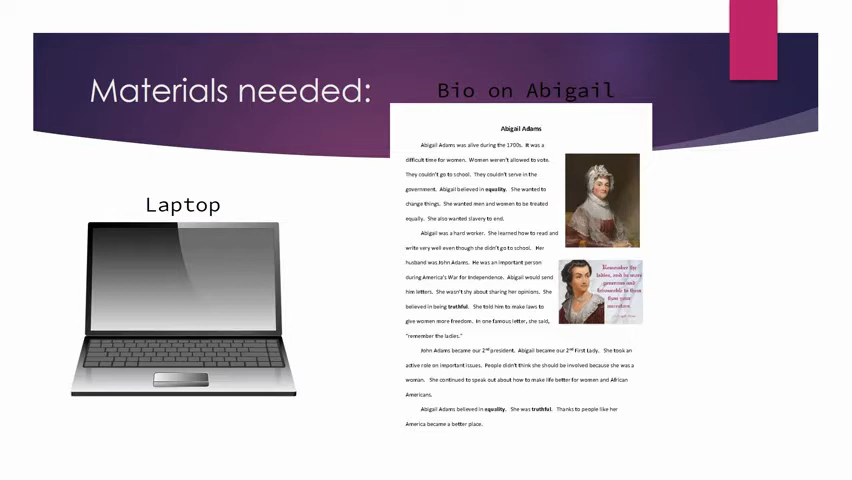 Materials needed:
Bio on Abigail
Laptop
Abigail Adams
Abigail Adams was alive during the 1700s. It was a
difficult time for women. Women weren't allowed to vote.
They couldn't go to school. They couldn't serve in the
government. Abigail believed in equality. She wanted to
change things. She wanted men and women to be treated
equally. She also wanted slavery to end.
Abigail was a hard worker. She learned how to read and
write very well even though she didn't go to school. Her
husband was John Adams. He was an important person
during America's War for Independence. Abigail would send
him letters. She wasn't shy about sharing her opinions. She
believed in being truthful. She told him to make laws to
give women more freedom. In one famous letter, she said,
"remember the ladies."
Remember the
ladies, and be more
generous and
favourable to them
than your
ancestors.
John Adams became our 2nd president. Abigail became our 2nd First Lady. She took an
active role on important issues. People didn't think she should be involved because she was a
woman. She continued to speak out about how to make life better for women and African
Americans.
Abigail Adams believed in equality. She was truthful. Thanks to people like her
America became a better place.